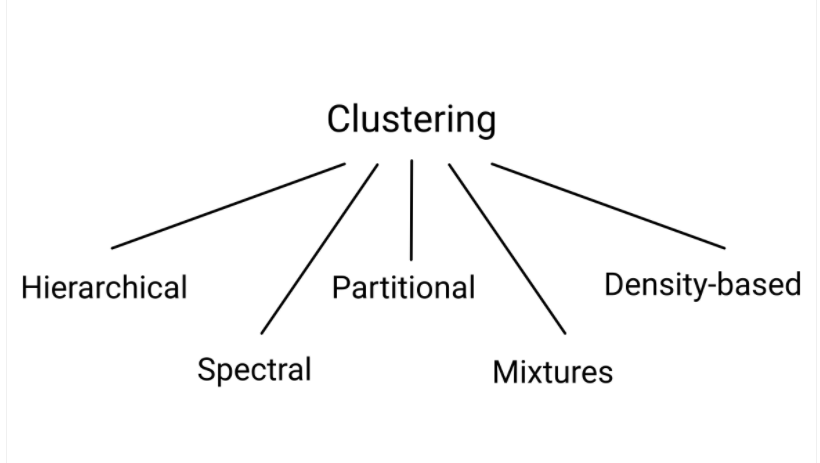 Clustering
Hierarchical
Partitional
Density-based
Spectral
Mixtures